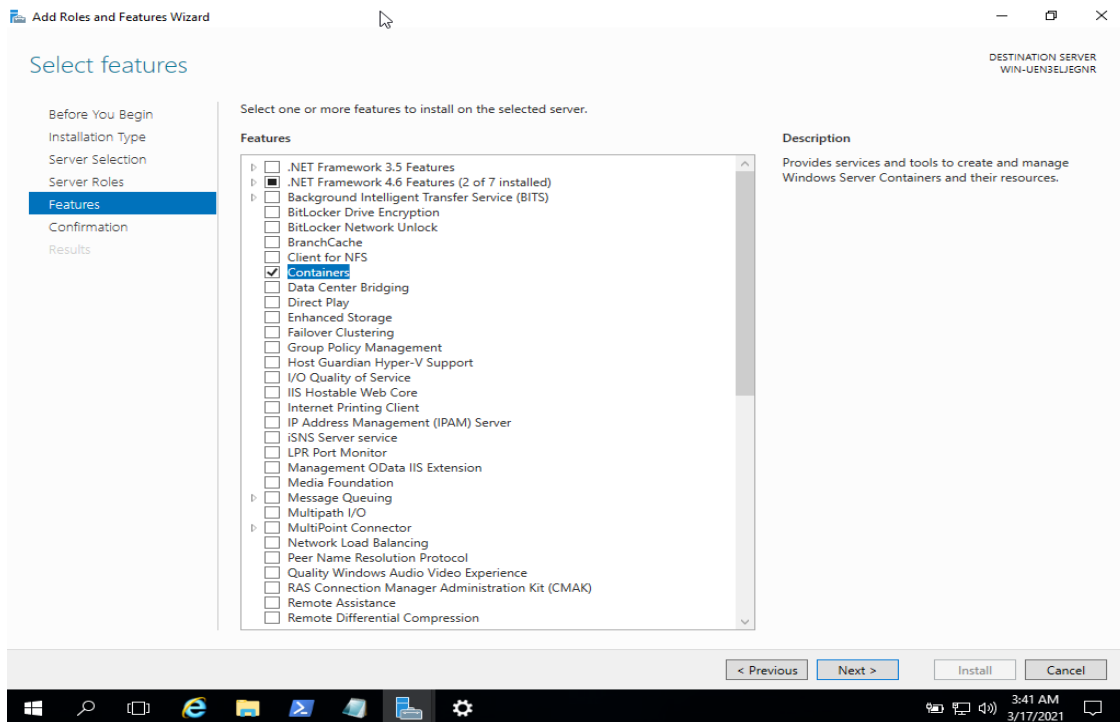 Add Roles and Features Wizard
Select features
DESTINATION SERVER
WIN-UEN3ELJEGNR
Before You Begin
Installation Type
Server Selection
Server Roles
Features
Confirmation
Results
Select one or more features to install on the selected server.
Features
.NET Framework 3.5 Features
.NET Framework 4.6 Features (2 of 7 installed)
Background Intelligent Transfer Service (BITS)
BitLocker Drive Encryption
BitLocker Network Unlock
BranchCache
Client for NFS
Containers
Data Center Bridging
Direct Play
Enhanced Storage
Failover Clustering
Group Policy Management
Host Guardian Hyper-V Support
I/O Quality of Service
IIS Hostable Web Core
Internet Printing Client
IP Address Management (IPAM) Server
iSNS Server service
LPR Port Monitor
Management OData IIS Extension
Media Foundation
Message Queuing
Multipath I/O
MultiPoint Connector
Network Load Balancing
Peer Name Resolution Protocol
Quality Windows Audio Video Experience
RAS Connection Manager Administration Kit (CMAK)
Remote Assistance
Remote Differential Compression
Description
Provides services and tools to create and manage
Windows Server Containers and their resources.
< Previous
Next >
Install
Cancel
3:41 AM
3/17/2021